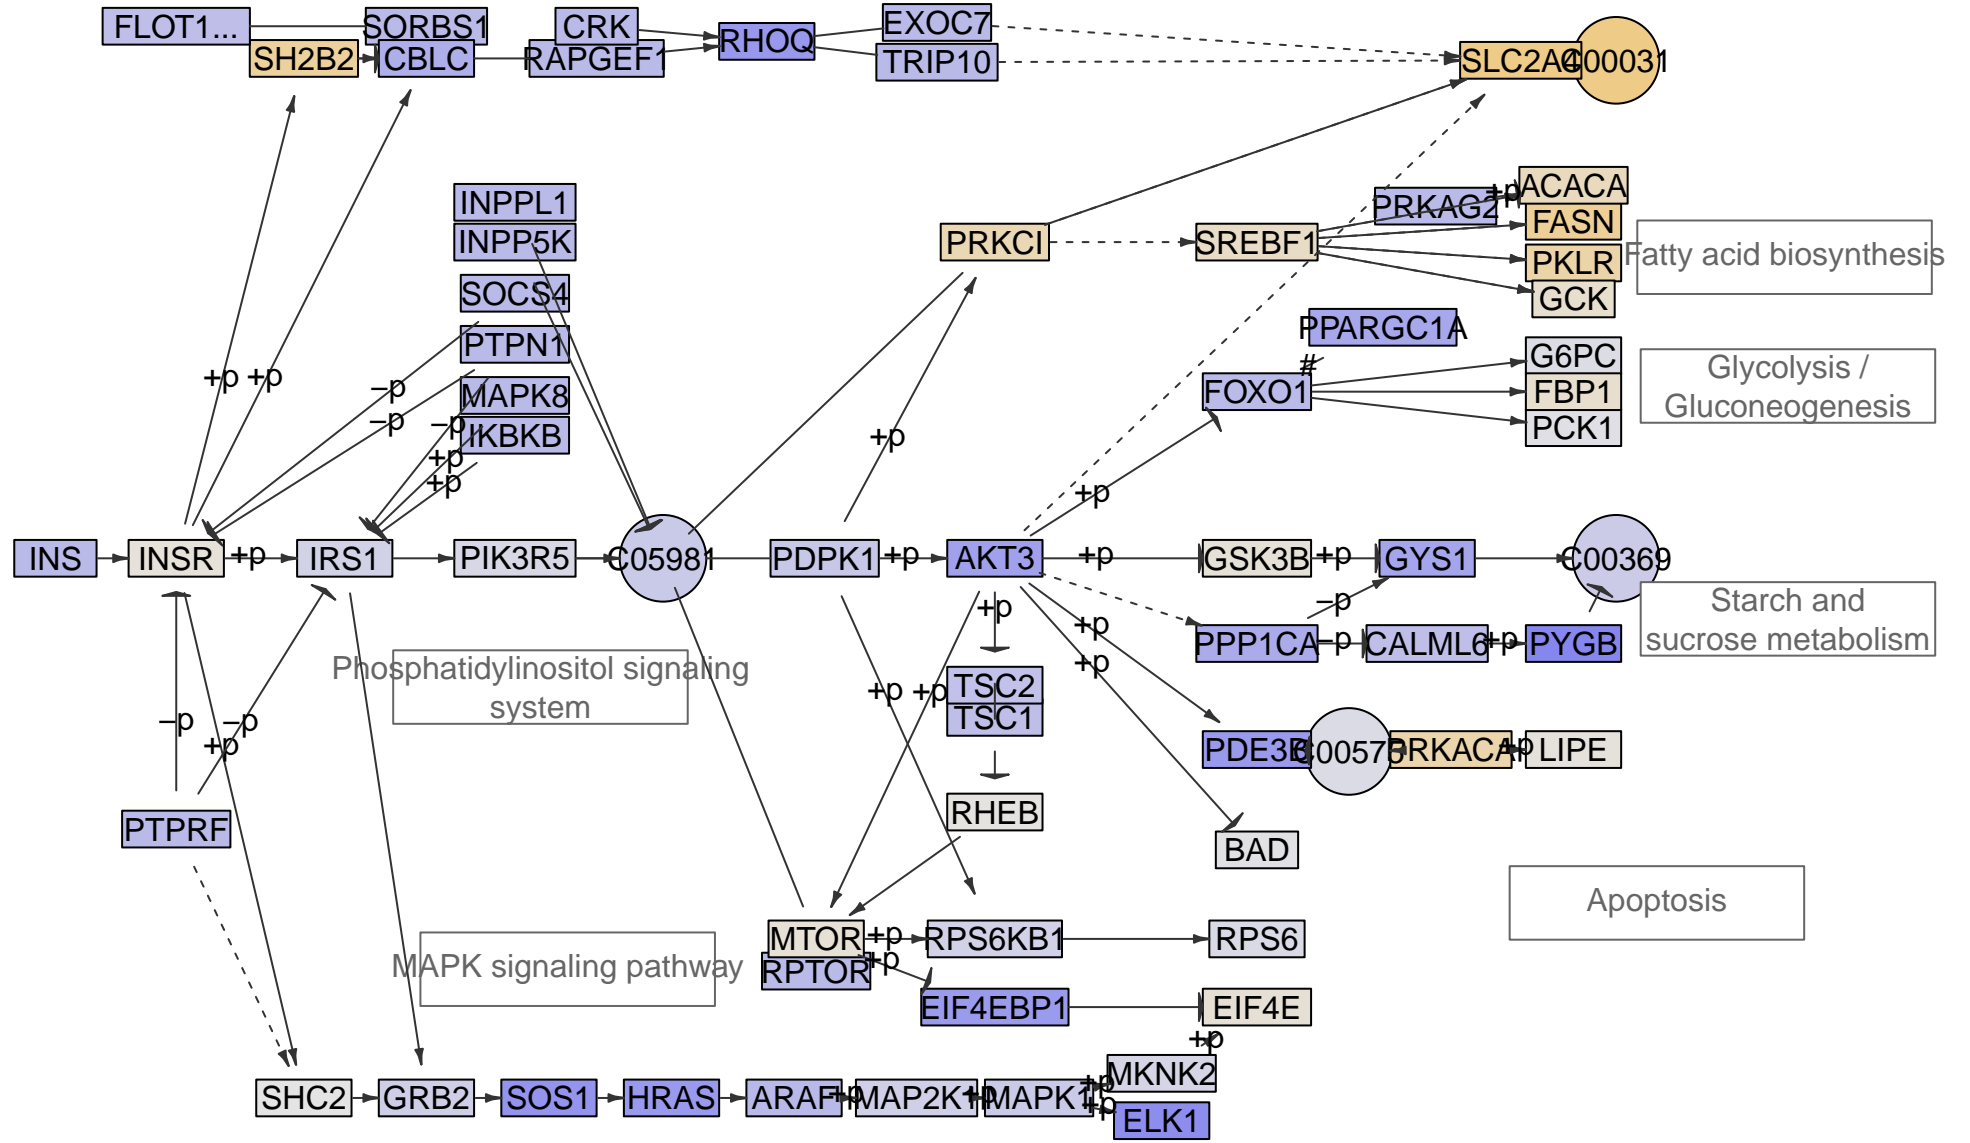 FLOT1...
SORBS1
CRK
EXOC7
SH2B2
CBLC
RAPGEF1
RHOQ
TRIP10
SLC2A4
C00031
INPPL1
INPP5K
SOCS4
PTPN1
MAPK8
IKBKB
PRKCI
SREBF1
PRKAG2
+p
ACACA
FASN
PKLR
GCK
Fatty acid biosynthesis
PPARGC1A
#
FOXO1
G6PC
FBP1
PCK1
Glycolysis /
Gluconeogenesis
+p
+p
−p
−p
−p
+p
+p
+p
+p
INS
INSR
+p
IRS1
PIK3R5
C05981
PDPK1
+p
AKT3
+p
GSK3B
+p
GYS1
C00369
−p
PPP1CA
−p
CALML6
+p
PYGB
Starch and
sucrose metabolism
+p
+p
+p
Phosphatidylinositol signaling
system
+p
+p
TSC2
TSC1
−p
−p
+p
PDE3B
C00575
PRKACA
+p
LIPE
PTPRF
RHEB
BAD
Apoptosis
MTOR
+p
RPS6KB1
RPS6
MAPK signaling pathway
RPTOR
+p
EIF4EBP1
EIF4E
+p
SHC2
GRB2
SOS1
HRAS
ARAF
+p
MAP2K1
+p
MAPK1
+p
+p
MKNK2
ELK1